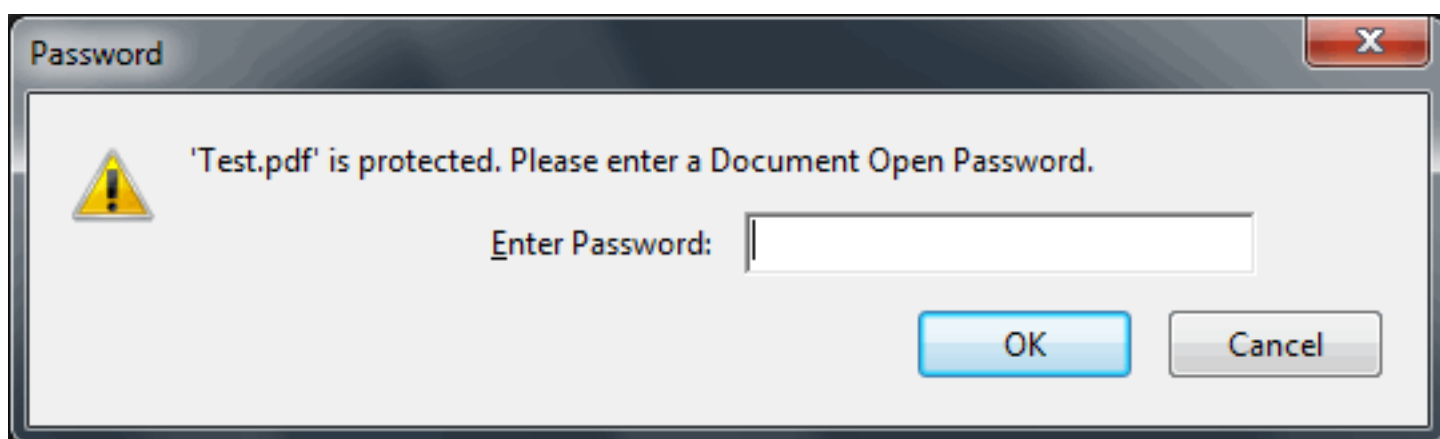 Password
'Test.pdf' is protected. Please enter a Document Open Password.
Enter Password:
OK
Cancel